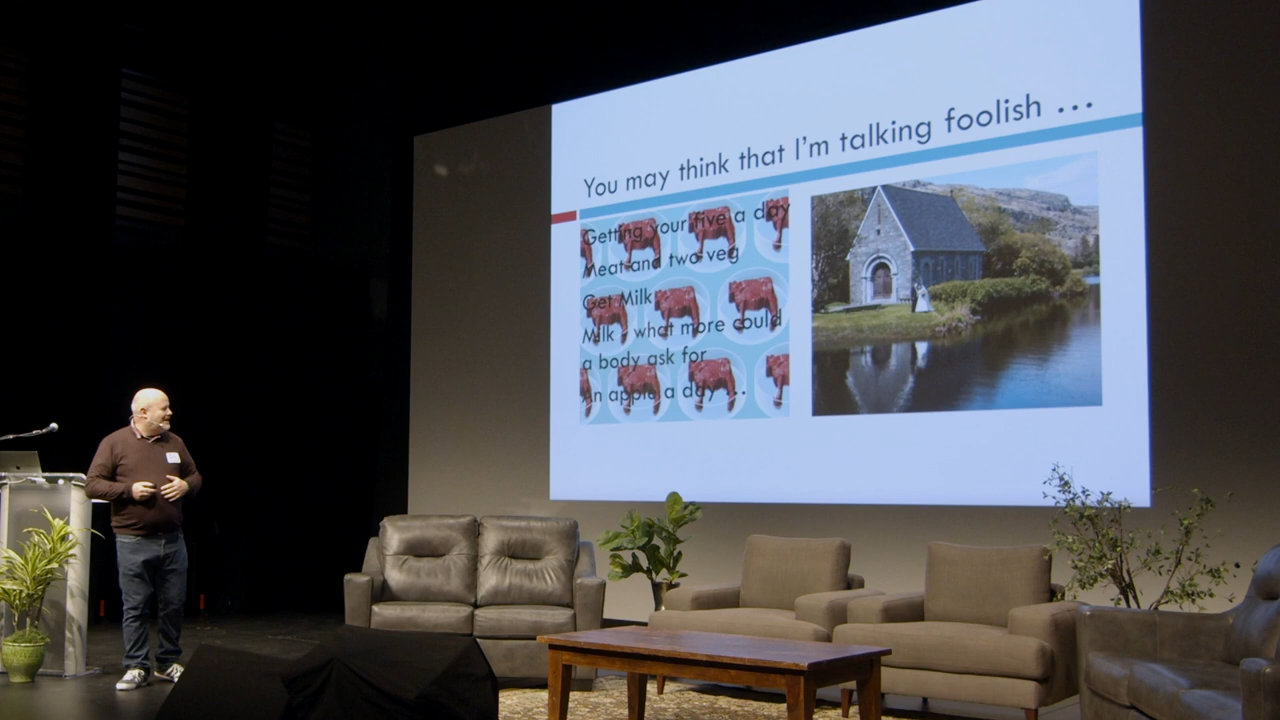 You may think that I'm talking foolish ...
Getting your five a day
Meat and two veg
Get Milk
Milk , what more could
a body ask for
An apple a day ...